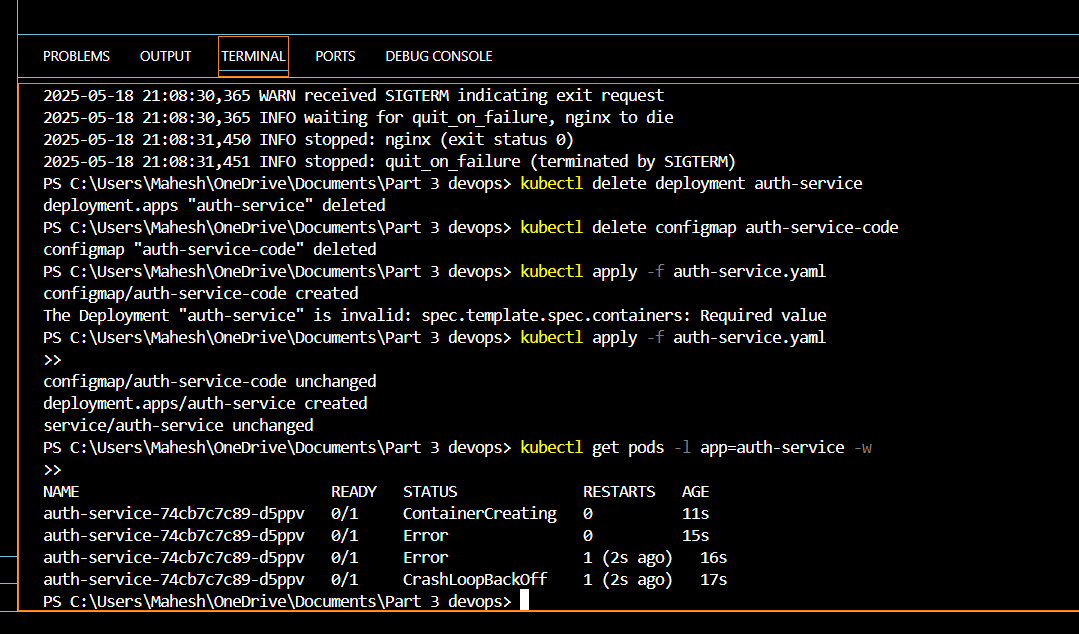 PROBLEMS OUTPUT TERMINAL PORTS DEBUG CONSOLE
2025-05-18 21:08:30,365 WARN received SIGTERM indicating exit request
2025-05-18 21:08:30,365 INFO waiting for quit_on_failure, nginx to die
2025-05-18 21:08:31,450 INFO stopped: nginx (exit status 0)
2025-05-18 21:08:31,451 INFO stopped: quit_on_failure (terminated by SIGTERM)
PS C:\Users\Mahesh\OneDrive\Documents\Part 3 devops> kubectl delete deployment auth-service
deployment.apps "auth-service" deleted
PS C:\Users\Mahesh\OneDrive\Documents\Part 3 devops> kubectl delete configmap auth-service-code
configmap "auth-service-code" deleted
PS C:\Users\Mahesh\OneDrive\Documents\Part 3 devops> kubectl apply -f auth-service.yaml
configmap/auth-service-code created
The Deployment "auth-service" is invalid: spec.template.spec.containers: Required value
PS C:\Users\Mahesh\OneDrive\Documents\Part 3 devops> kubectl apply -f auth-service.yaml
>>
configmap/auth-service-code unchanged
deployment.apps/auth-service created
service/auth-service unchanged
PS C:\Users\Mahesh\OneDrive\Documents\Part 3 devops> kubectl get pods -l app=auth-service -w
>>
NAME READY STATUS RESTARTS AGE
auth-service-74cb7c7c89-d5ppv 0/1 ContainerCreating 0 11s
auth-service-74cb7c7c89-d5ppv 0/1 Error 0 15s
auth-service-74cb7c7c89-d5ppv 0/1 Error 1 (2s ago) 16s
auth-service-74cb7c7c89-d5ppv 0/1 CrashLoopBackOff 1 (2s ago) 17s
PS C:\Users\Mahesh\OneDrive\Documents\Part 3 devops>